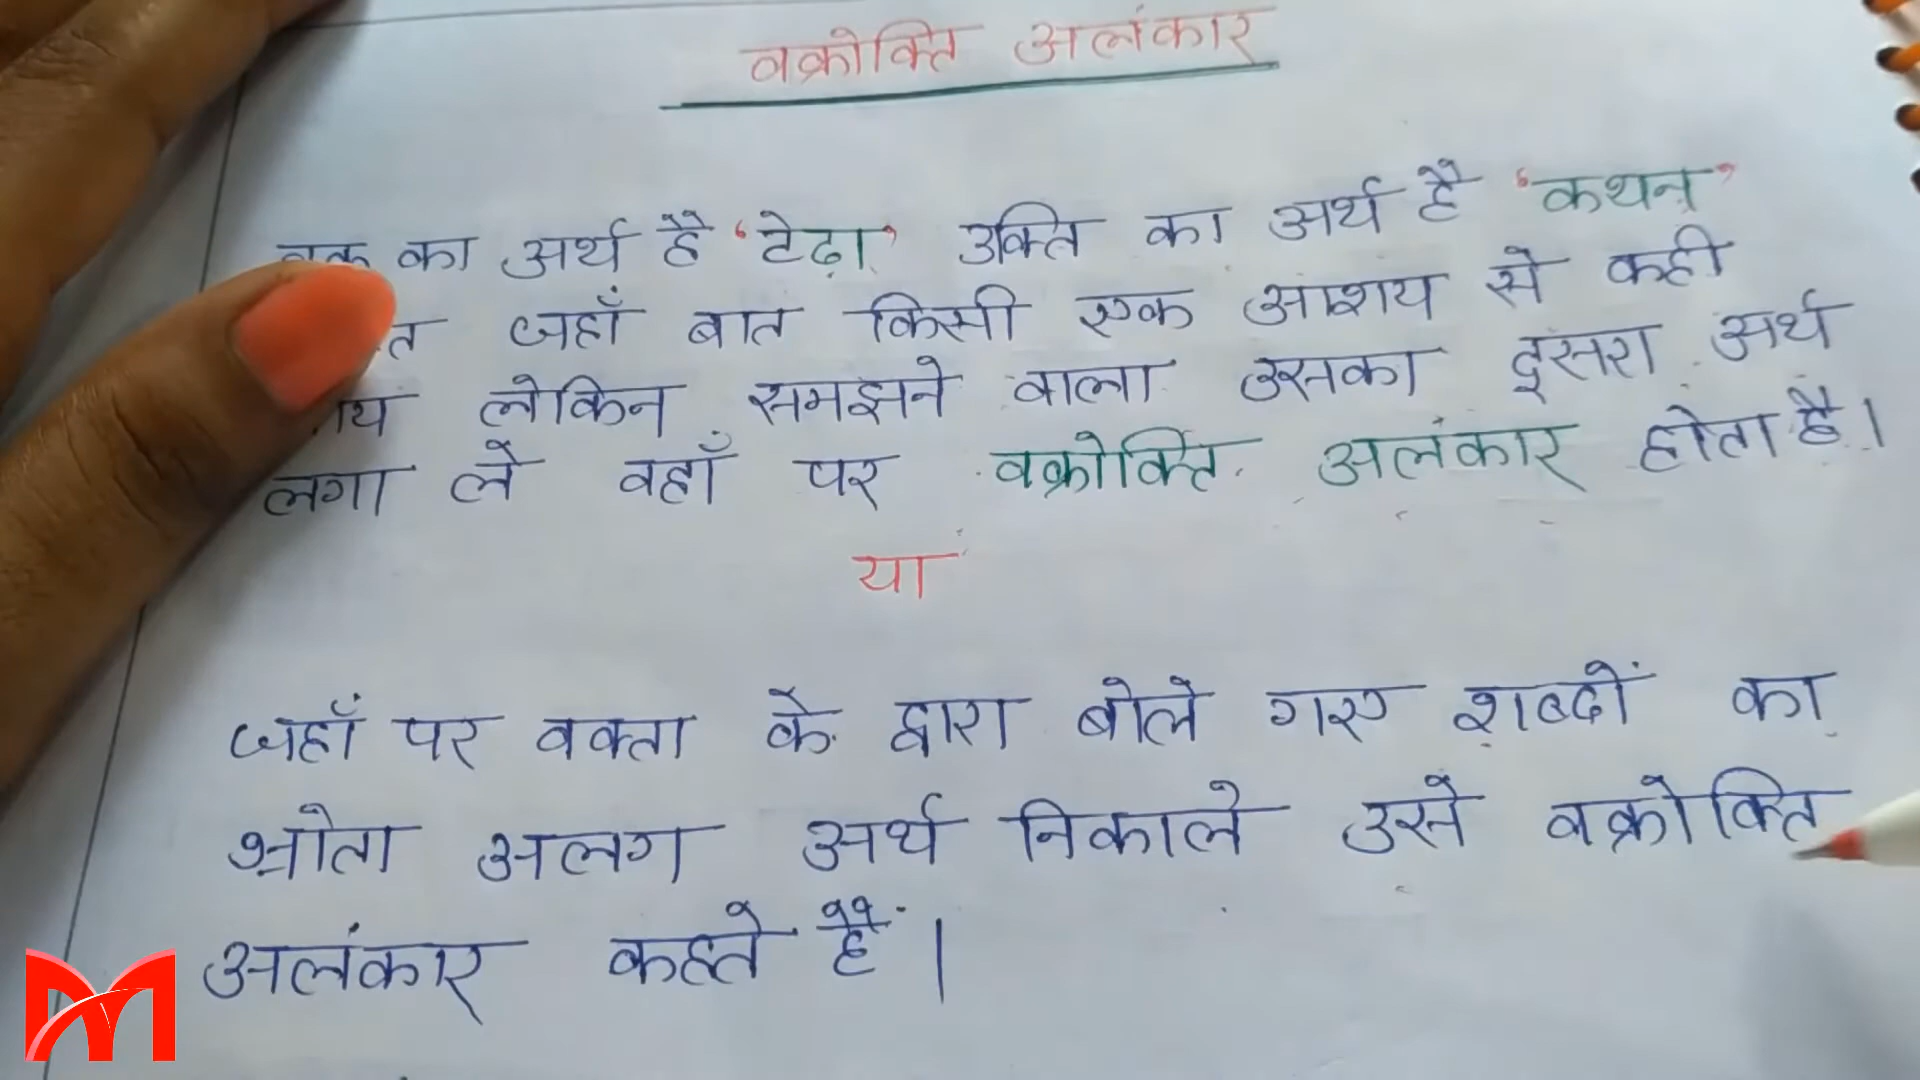 वक्रोक्ति अलंकार
का अर्थ है 'टेढ़ा' उक्ति का अर्थ है 'कथन'
जहाँ बात किसी एक आशय से कही
लेकिन समझने वाला उसका दूसरा अर्थ
लगा ले वहाँ पर वक्रोक्ति अलंकार होता है।
या
जहाँ पर वक्ता के द्वारा बोले गए शब्दों का
श्रोता अलग अर्थ निकाले उसे वक्रोक्ति
अलंकार कहते हैं।